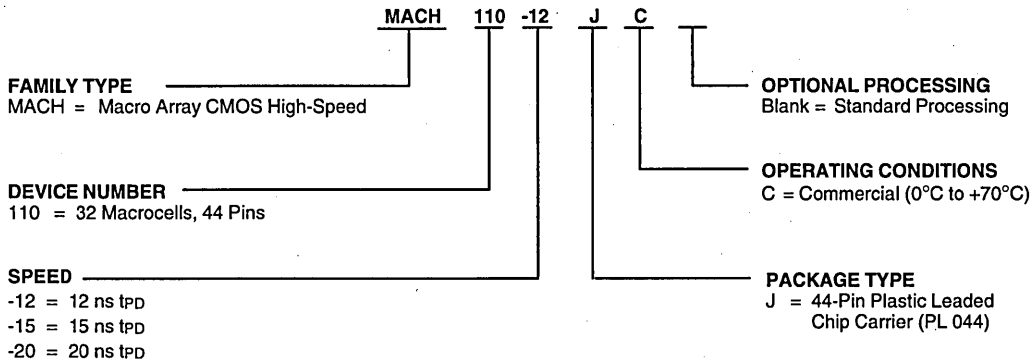 MACH 110 -12 J C
FAMILY TYPE
MACH = Macro Array CMOS High-Speed
DEVICE NUMBER
110 = 32 Macrocells, 44 Pins
SPEED
-12 = 12 ns tPD
-15 = 15 ns tPD
-20 = 20 ns tPD
OPTIONAL PROCESSING
Blank = Standard Processing
OPERATING CONDITIONS
C = Commercial (0°C to +70°C)
PACKAGE TYPE
J = 44-Pin Plastic Leaded
Chip Carrier (PL 044)